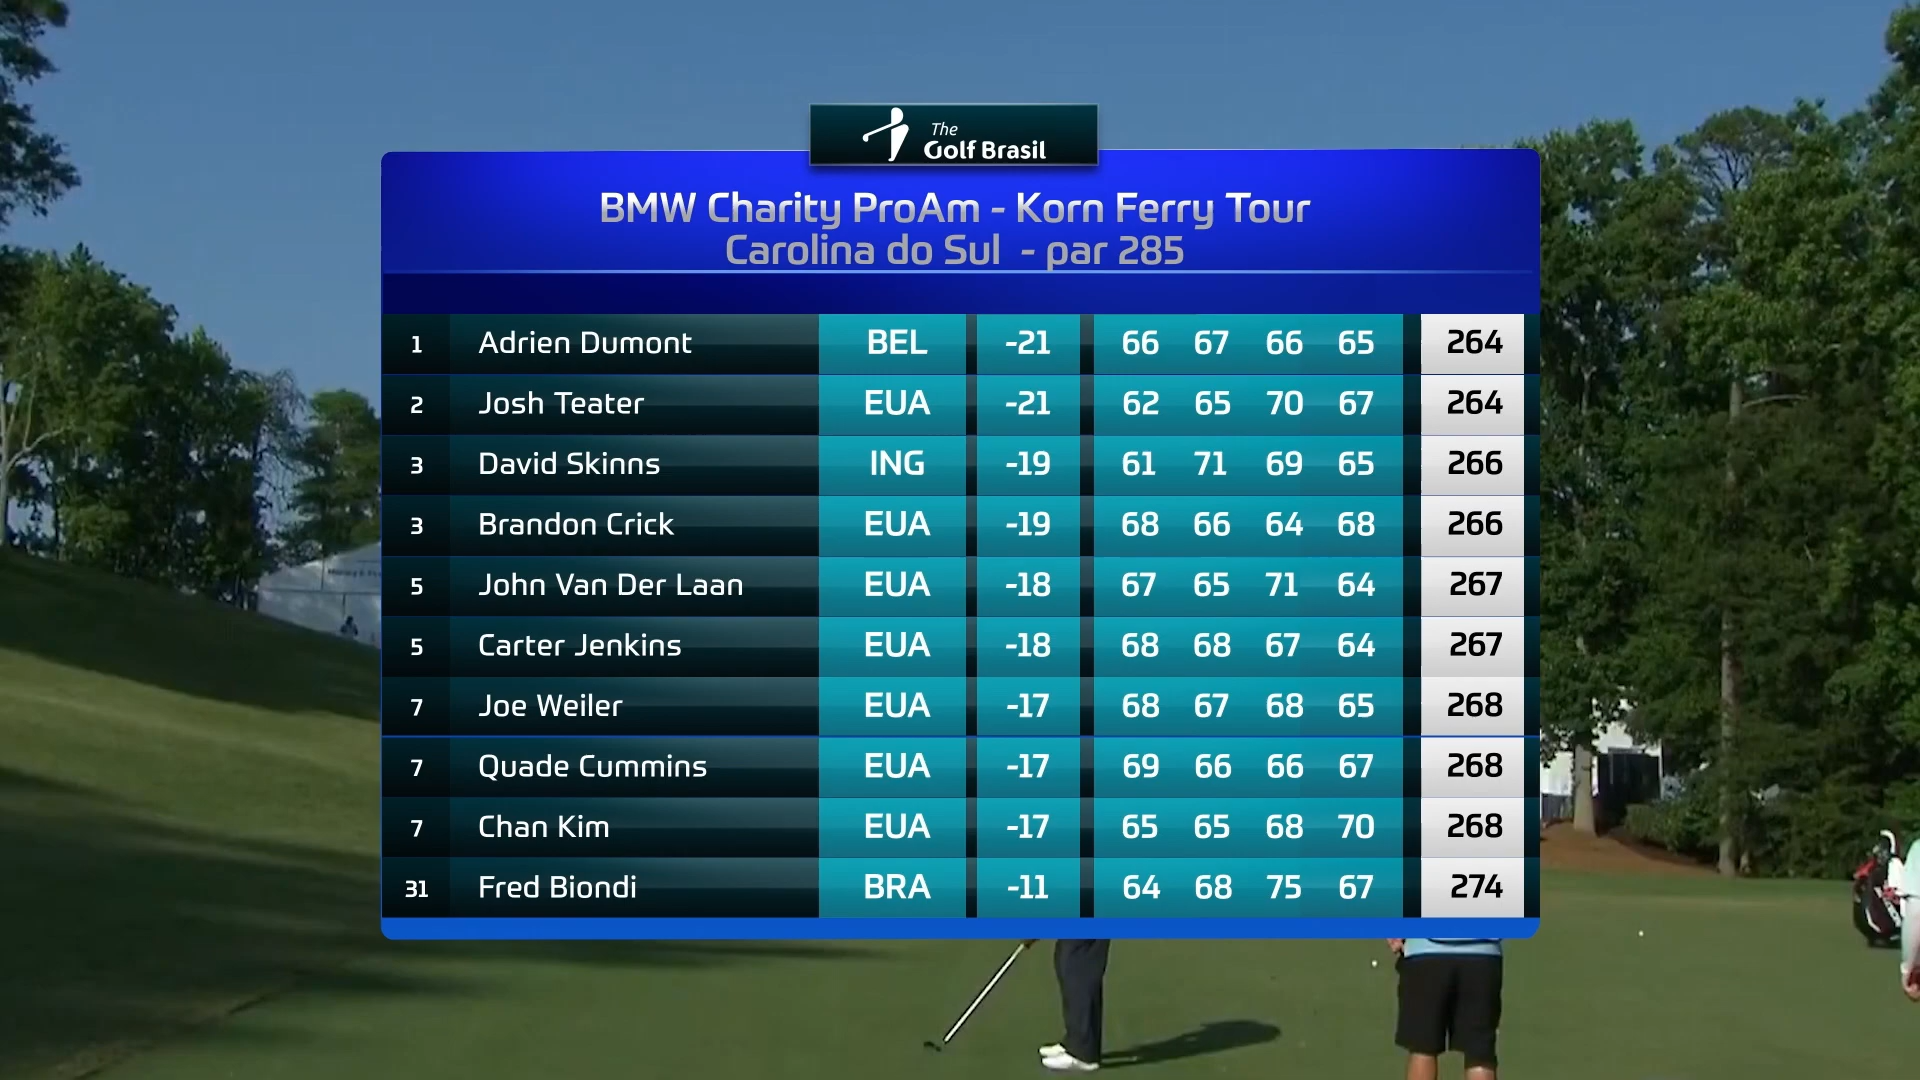 The
Golf Brasil
BMW Charity ProAm - Korn Ferry Tour
Carolina do Sul - par 285
1 Adrien Dumont BEL -21 66 67 66 65 264
2 Josh Teater EUA -21 62 65 70 67 264
3 David Skinns ING -19 61 71 69 65 266
3 Brandon Crick EUA -19 68 66 64 68 266
5 John Van Der Laan EUA -18 67 65 71 64 267
5 Carter Jenkins EUA -18 68 68 67 64 267
7 Joe Weiler EUA -17 68 67 68 65 268
7 Quade Cummins EUA -17 69 66 66 67 268
7 Chan Kim EUA -17 65 65 68 70 268
31 Fred Biondi BRA -11 64 68 75 67 274